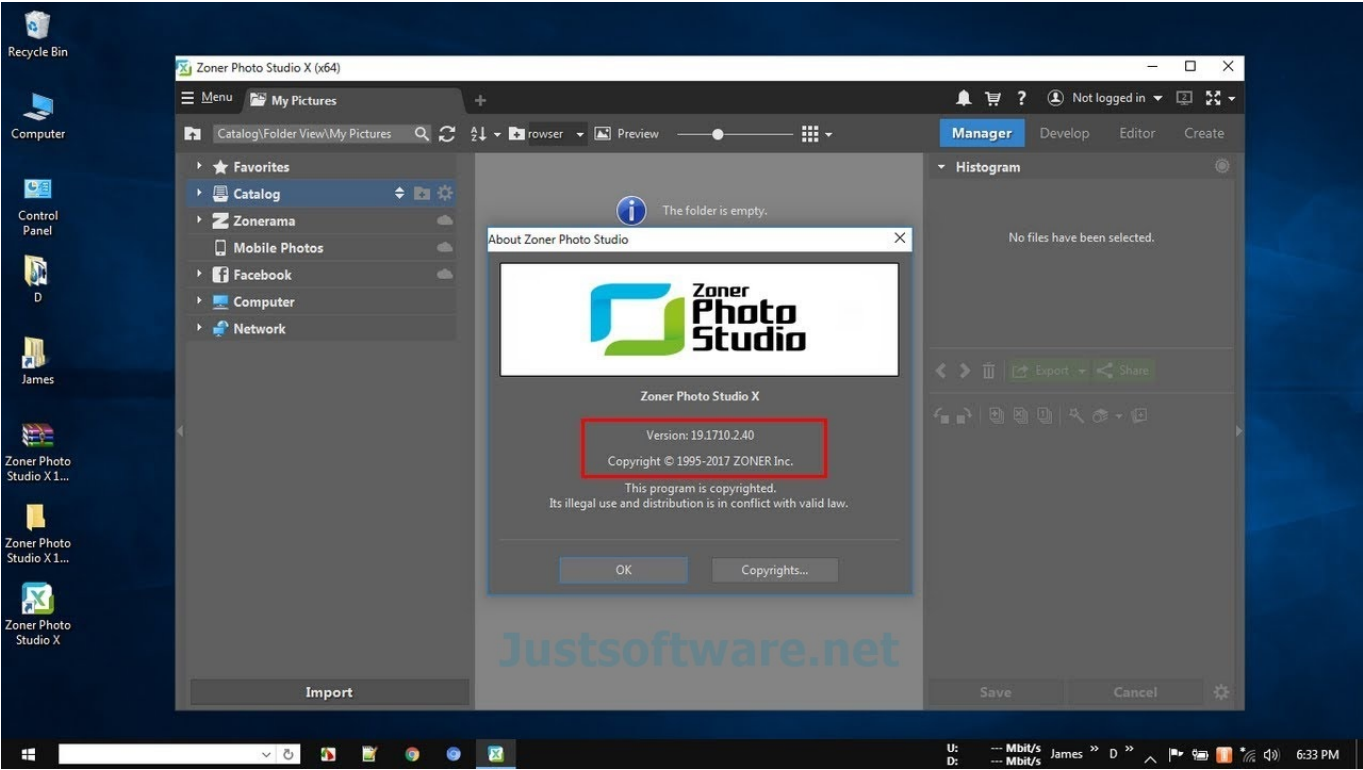 Recycle Bin
Computer
Control
Panel
D
James
Zoner Photo
Studio X 1...
Zoner Photo
Studio X 1...
Zoner Photo
Studio X
Zoner Photo Studio X (x64)
Menu
My Pictures
+
?
Not logged in
2
Catalog\Folder View\My Pictures
rowser
Preview
Manager
Develop
Editor
Create
Favorites
Catalog
Zonerama
Mobile Photos
Facebook
Computer
Network
Import
The folder is empty.
About Zoner Photo Studio
Zoner
Photo
Studio
Zoner Photo Studio X
Version: 19.1710.2.40
Copyright © 1995-2017 ZONER Inc.
This program is copyrighted.
Its illegal use and distribution is in conflict with valid law.
OK
Copyrights...
Justsoftware.net
Histogram
No files have been selected.
Export
Share
Save
Cancel
U: --- Mbit/s
D: --- Mbit/s
James
D
6:33 PM